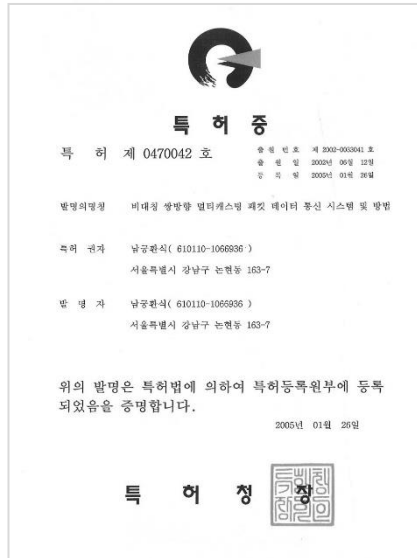 특 허 증
특 허 제 0470042 호
출 원 번 호 제 2002-0033041 호
출 원 일 2002년 06월 12일
등 록 일 2005년 01월 26일
발명의명칭 비대칭 쌍방향 멀티캐스팅 패킷 데이터 통신 시스템 및 방법
특허 권자 남궁환식( 610110-1066936 )
서울특별시 강남구 논현동 163-7
발 명 자 남궁환식( 610110-1066936 )
서울특별시 강남구 논현동 163-7
위의 발명은 특허법에 의하여 특허등록원부에 등록
되었음을 증명합니다.
2005년 01월 26일
특 허 청 장